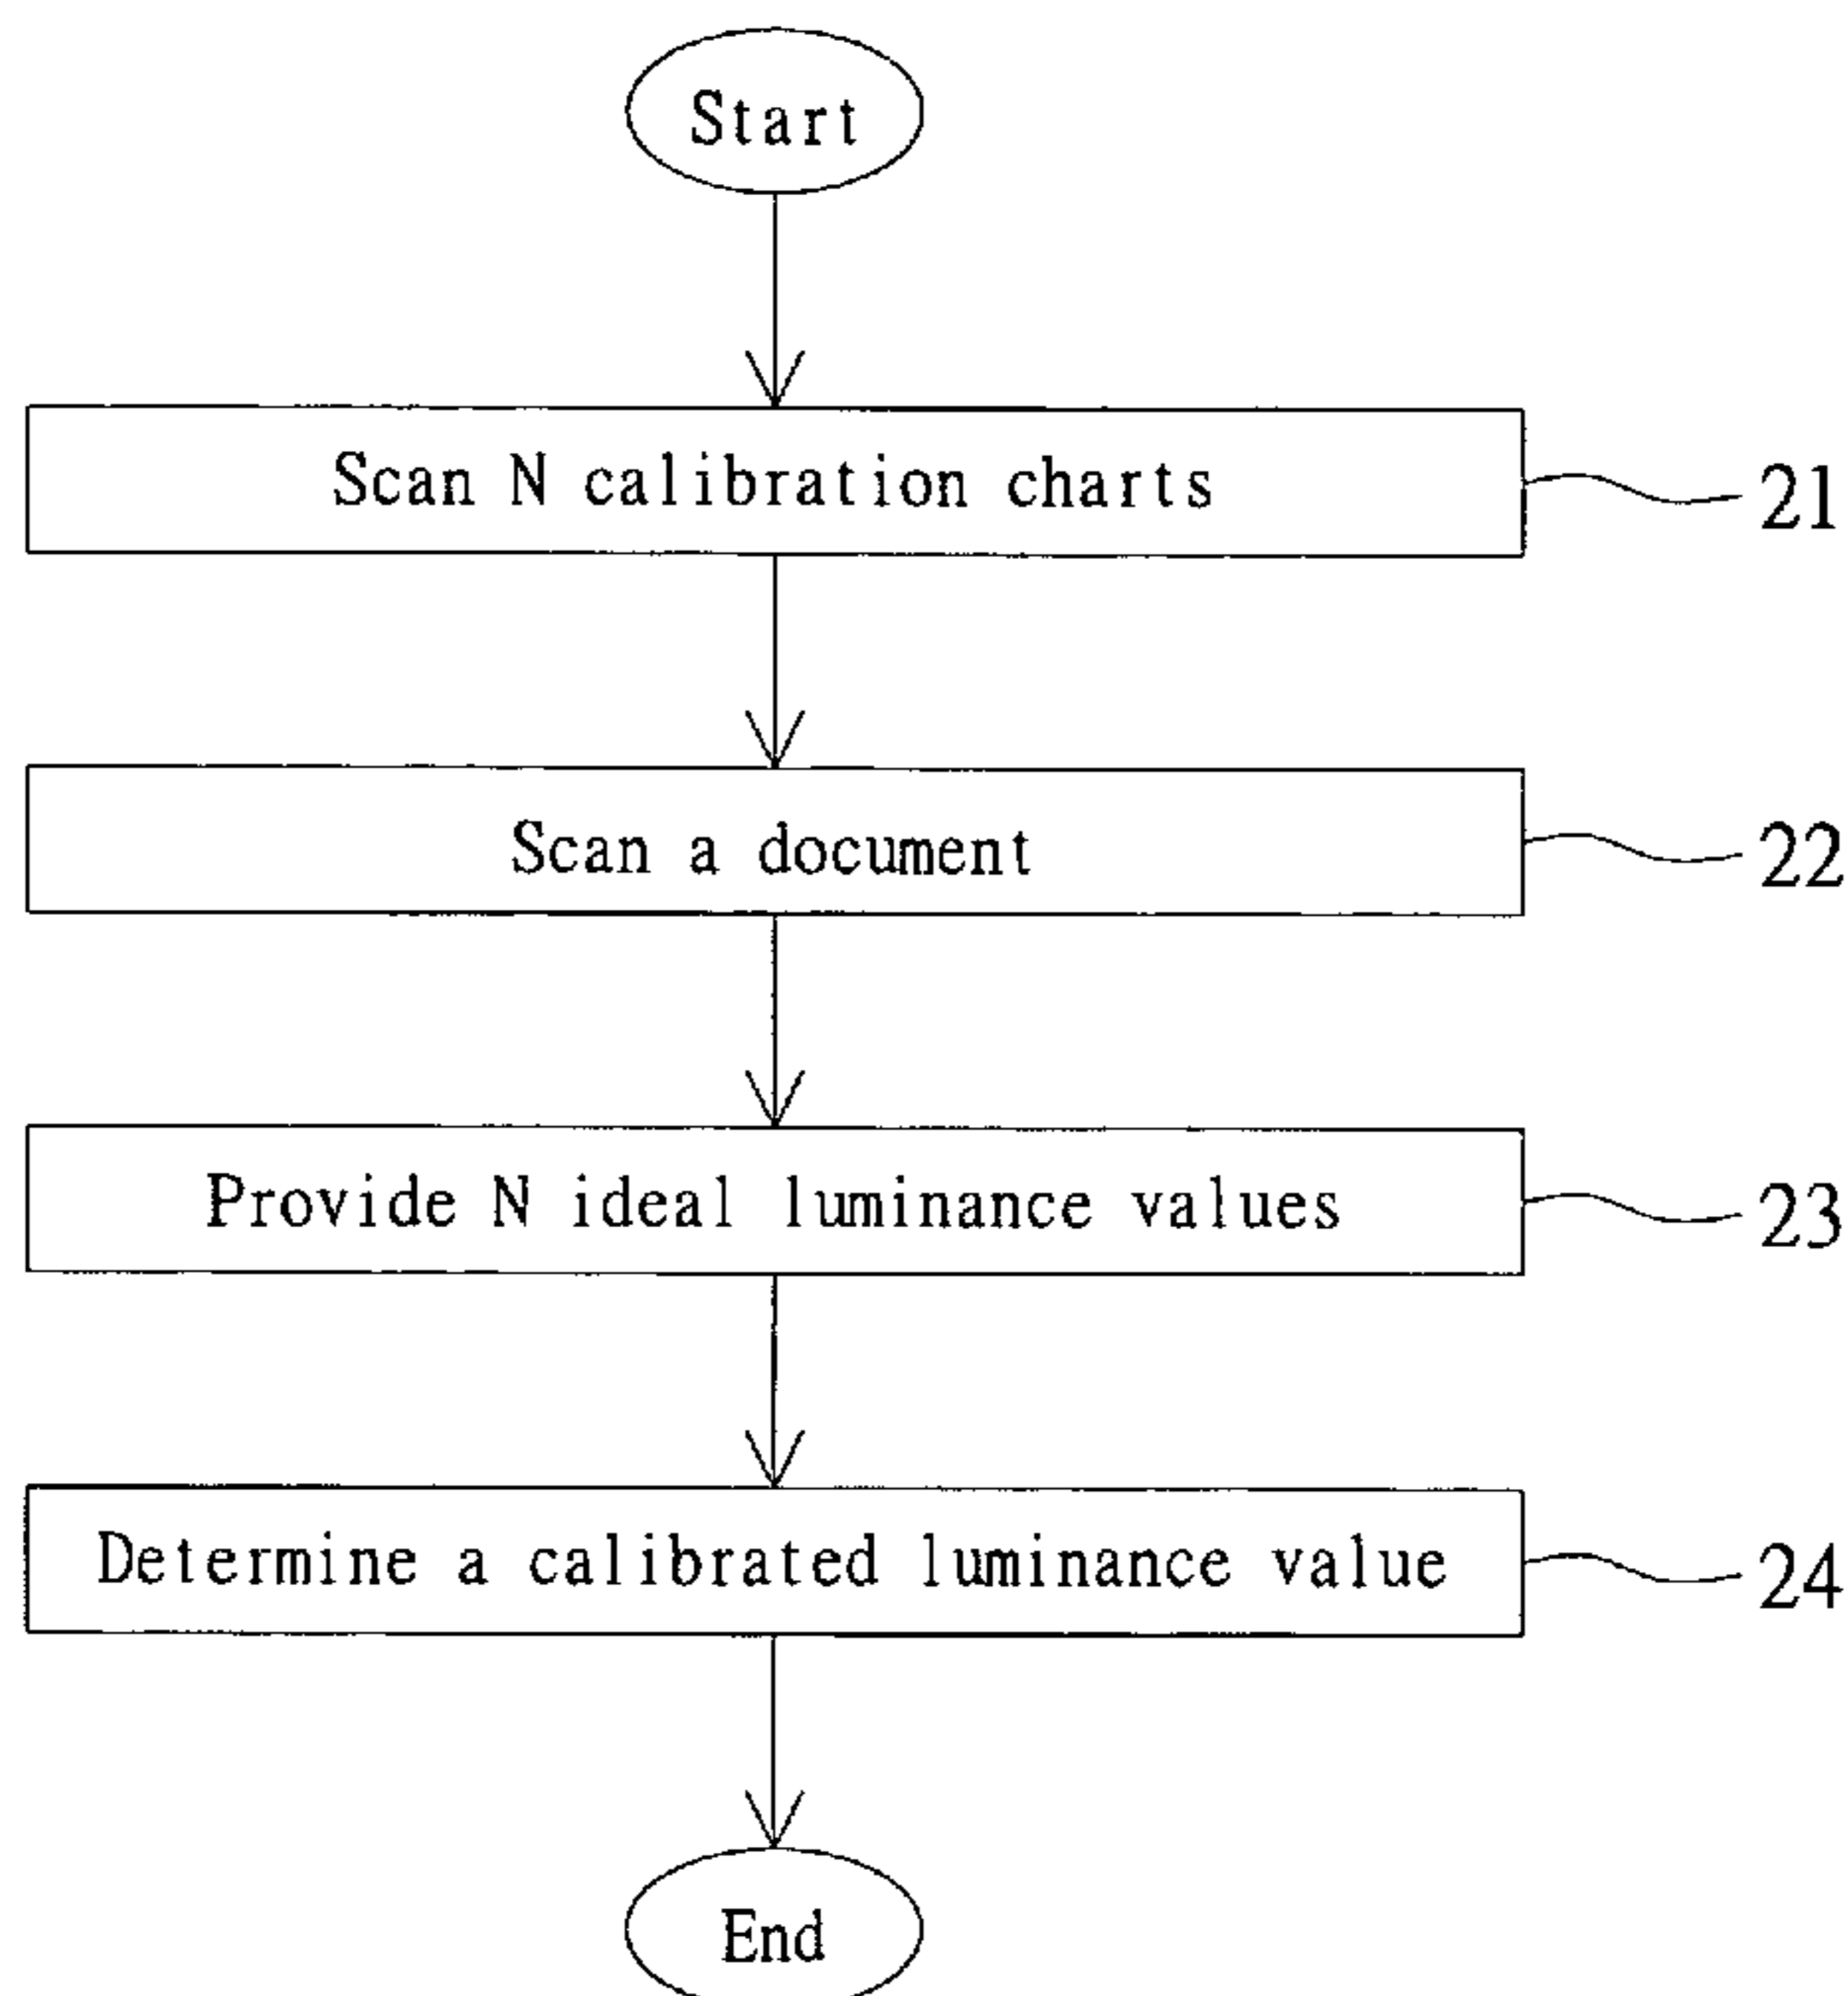 Start
Scan N calibration charts
21
Scan a document
22
Provide N ideal luminance values
23
Determine a calibrated luminance value
24
End